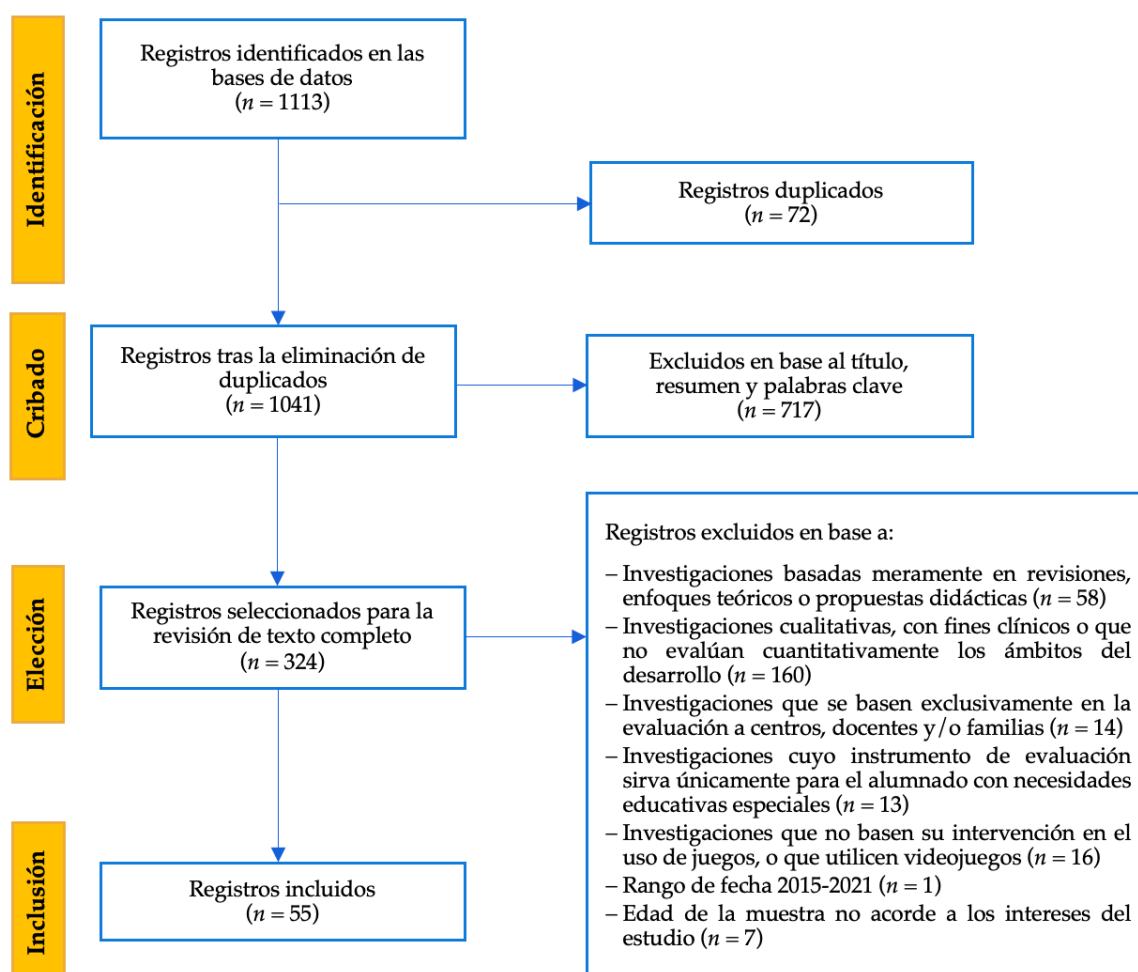 Identificación
Registros identificados en las
bases de datos
(n = 1113)
Registros duplicados
(n = 72)
Cribado
Registros tras la eliminación de
duplicados
(n = 1041)
Excluidos en base al título,
resumen y palabras clave
(n = 717)
Elección
Registros seleccionados para la
revisión de texto completo
(n = 324)
Registros excluidos en base a:
– Investigaciones basadas meramente en revisiones,
enfoques teóricos o propuestas didácticas (n = 58)
– Investigaciones cualitativas, con fines clínicos o que
no evalúan cuantitativamente los ámbitos del
desarrollo (n = 160)
– Investigaciones que se basen exclusivamente en la
evaluación a centros, docentes y/o familias (n = 14)
– Investigaciones cuyo instrumento de evaluación
sirva únicamente para el alumnado con necesidades
educativas especiales (n = 13)
– Investigaciones que no basen su intervención en el
uso de juegos, o que utilicen videojuegos (n = 16)
– Rango de fecha 2015-2021 (n = 1)
– Edad de la muestra no acorde a los intereses del
estudio (n = 7)
Inclusión
Registros incluidos
(n = 55)